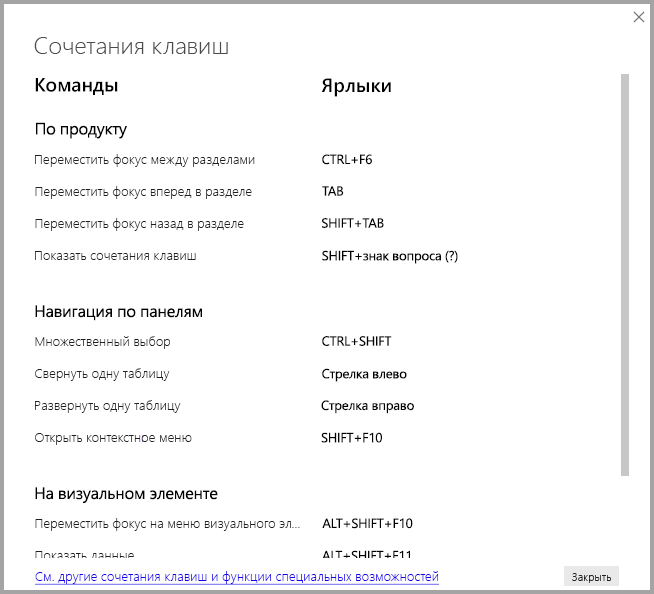 Сочетания клавиш
Команды Ярлыки
По продукту
Переместить фокус между разделами CTRL+F6
Переместить фокус вперед в разделе TAB
Переместить фокус назад в разделе SHIFT+TAB
Показать сочетания клавиш SHIFT+знак вопроса (?)
Навигация по панелям
Множественный выбор CTRL+SHIFT
Свернуть одну таблицу Стрелка влево
Развернуть одну таблицу Стрелка вправо
Открыть контекстное меню SHIFT+F10
На визуальном элементе
Переместить фокус на меню визуального эл... ALT+SHIFT+F10
Показать данные ALT+SHIFT+F11
См. другие сочетания клавиш и функции специальных возможностей Закрыть